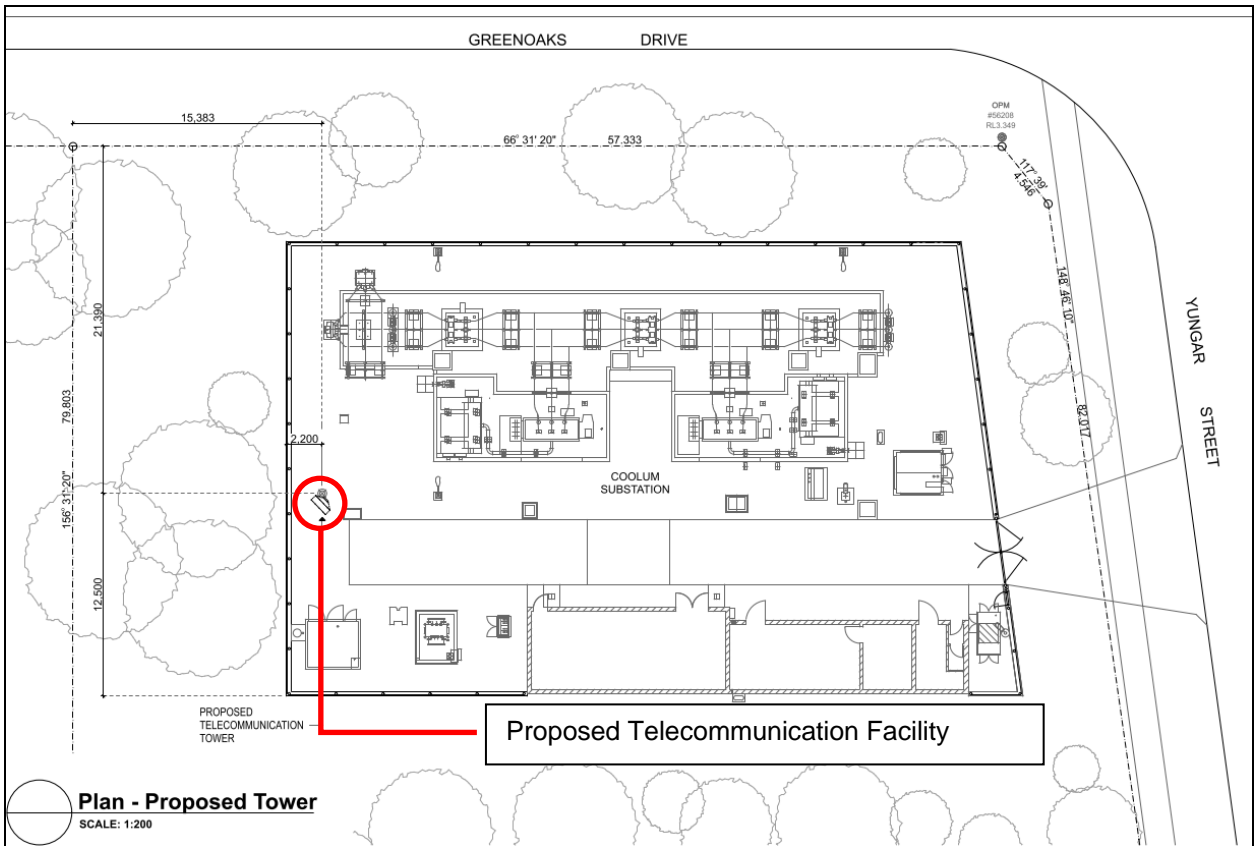 GREENOAKS DRIVE
OPM
#56208
RL3.349
15,383
66° 31' 20" 57.333
117° 39'
4.546
148° 46' 10"
82.017
YUNGAR
STREET
21,390
79.803
156° 31' 20"
2,200
COOLUM
SUBSTATION
12,500
PROPOSED
TELECOMMUNICATION
TOWER
Proposed Telecommunication Facility
Plan - Proposed Tower
SCALE: 1:200